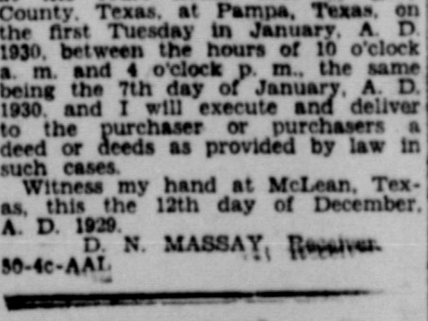 County, Texas, at Pampa, Texas, on
the first Tuesday in January, A. D.
1930, between the hours of 10 o'clock
a. m. and 4 o'clock p. m., the same
being the 7th day of January, A. D.
1930, and I will execute and deliver
to the purchaser or purchasers a
deed or deeds as provided by law in
such cases.
Witness my hand at McLean, Tex-
as, this the 12th day of December,
A. D. 1929.
D. N. MASSAY, Receiver.
50-4c-AAL